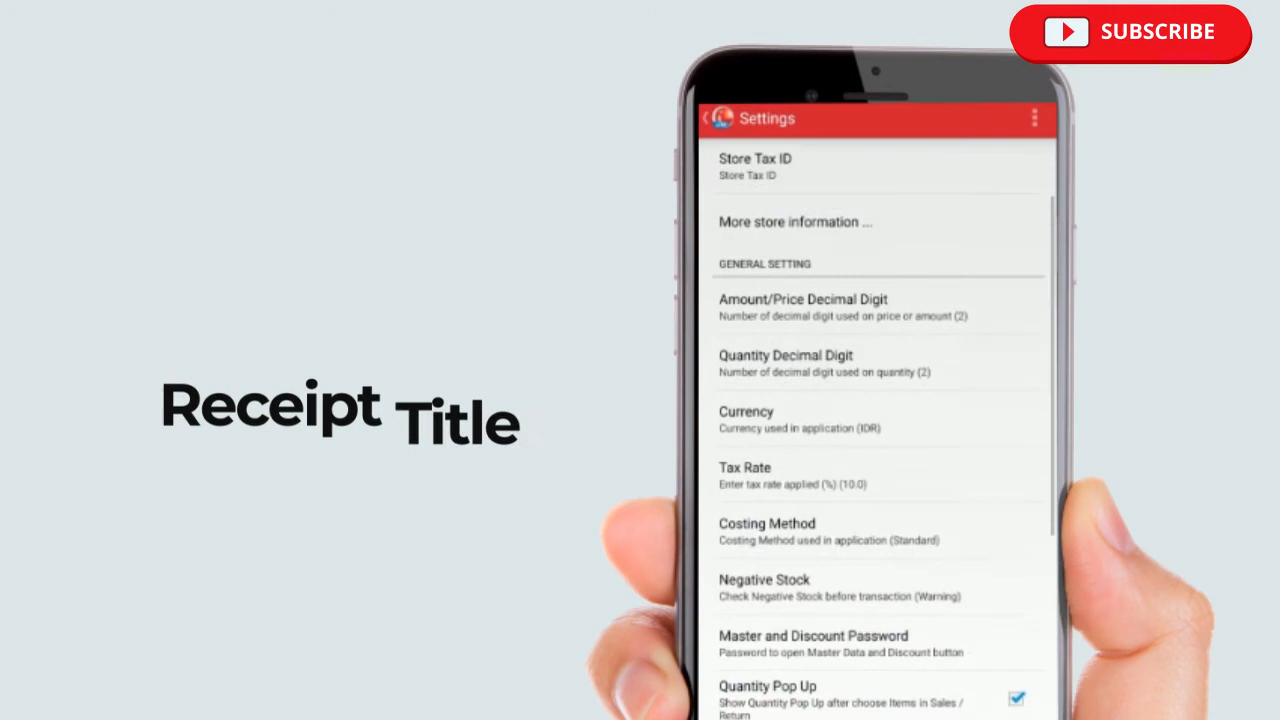 SUBSCRIBE
Settings
Store Tax ID
Store Tax ID
More store information ...
GENERAL SETTING
Amount/Price Decimal Digit
Number of decimal digit used on price or amount (2)
Quantity Decimal Digit
Number of decimal digit used on quantity (2)
Currency
Currency used in application (IDR)
Tax Rate
Enter tax rate applied (%) (10.0)
Costing Method
Costing Method used in application (Standard)
Negative Stock
Check Negative Stock before transaction (Warning)
Master and Discount Password
Password to open Master Data and Discount button
Quantity Pop Up
Show Quantity Pop Up after choose Items in Sales /
Return
Receipt Title